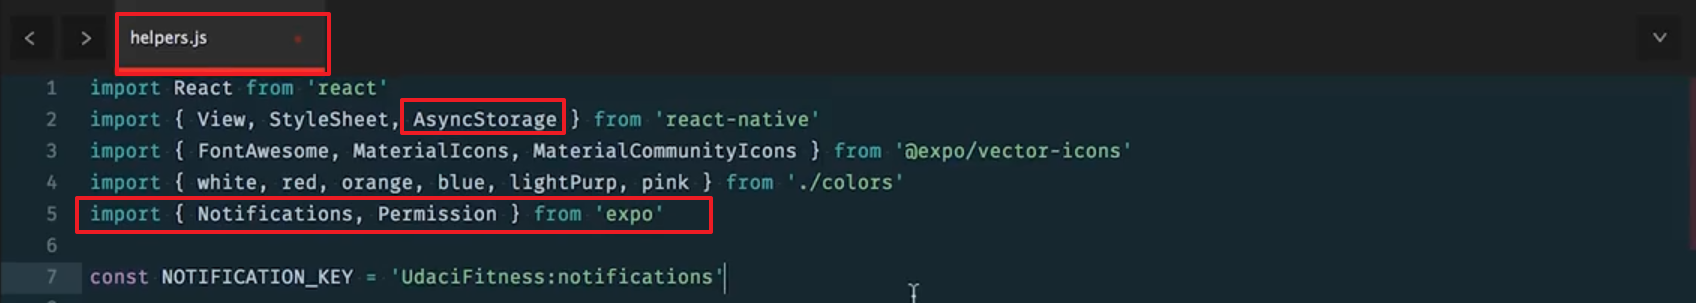 < > helpers.js
1 import React from 'react'
2 import { View, StyleSheet, AsyncStorage } from 'react-native'
3 import { FontAwesome, MaterialIcons, MaterialCommunityIcons } from '@expo/vector-icons'
4 import { white, red, orange, blue, lightPurp, pink } from './colors'
5 import { Notifications, Permission } from 'expo'
6
7 const NOTIFICATION_KEY = 'UdaciFitness:notifications'